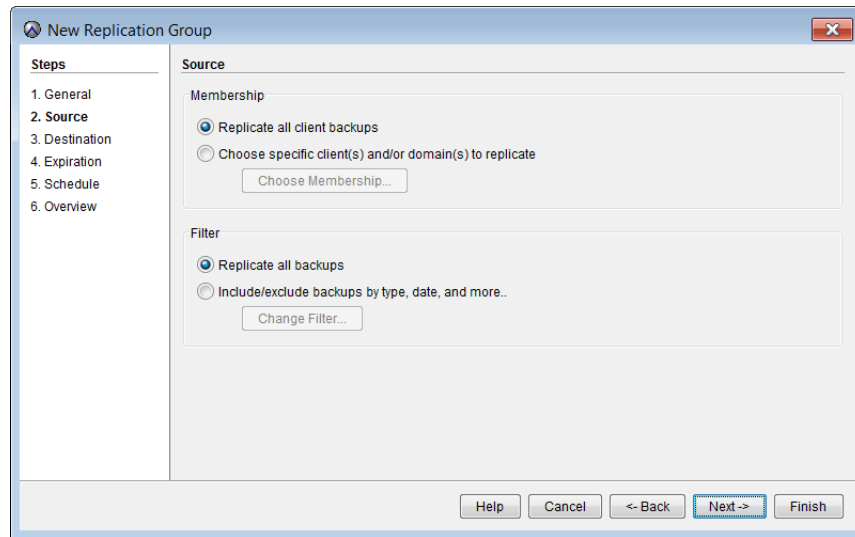 New Replication Group
Steps
1. General
2. Source
3. Destination
4. Expiration
5. Schedule
6. Overview
Source
Membership
Replicate all client backups
Choose specific client(s) and/or domain(s) to replicate
Choose Membership...
Filter
Replicate all backups
Include/exclude backups by type, date, and more..
Change Filter...
Help Cancel <- Back Next -> Finish